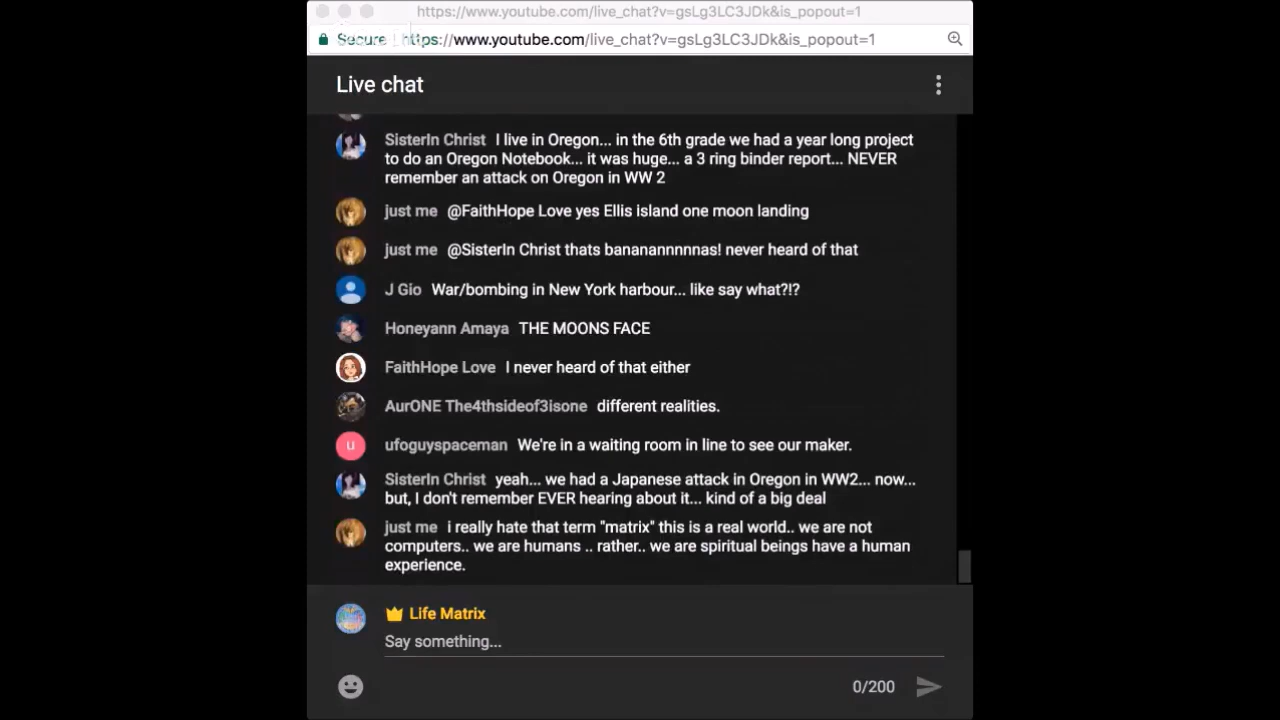 https://www.youtube.com/live_chat?v=gsLg3LC3JDk&is_popout=1
Secure https://www.youtube.com/live_chat?v=gsLg3LC3JDk&is_popout=1
Live chat
SisterIn Christ I live in Oregon... in the 6th grade we had a year long project
to do an Oregon Notebook... it was huge... a 3 ring binder report... NEVER
remember an attack on Oregon in WW 2
just me @FaithHope Love yes Ellis island one moon landing
just me @SisterIn Christ thats bananannnnnas! never heard of that
J Gio War/bombing in New York harbour... like say what?!?
Honeyann Amaya THE MOONS FACE
FaithHope Love I never heard of that either
AurONE The4thsideof3isone different realities.
u ufoguyspaceman We're in a waiting room in line to see our maker.
SisterIn Christ yeah... we had a Japanese attack in Oregon in WW2... now...
but, I don't remember EVER hearing about it... kind of a big deal
just me i really hate that term "matrix" this is a real world.. we are not
computers.. we are humans .. rather.. we are spiritual beings have a human
experience.
Life Matrix
Say something...
0/200